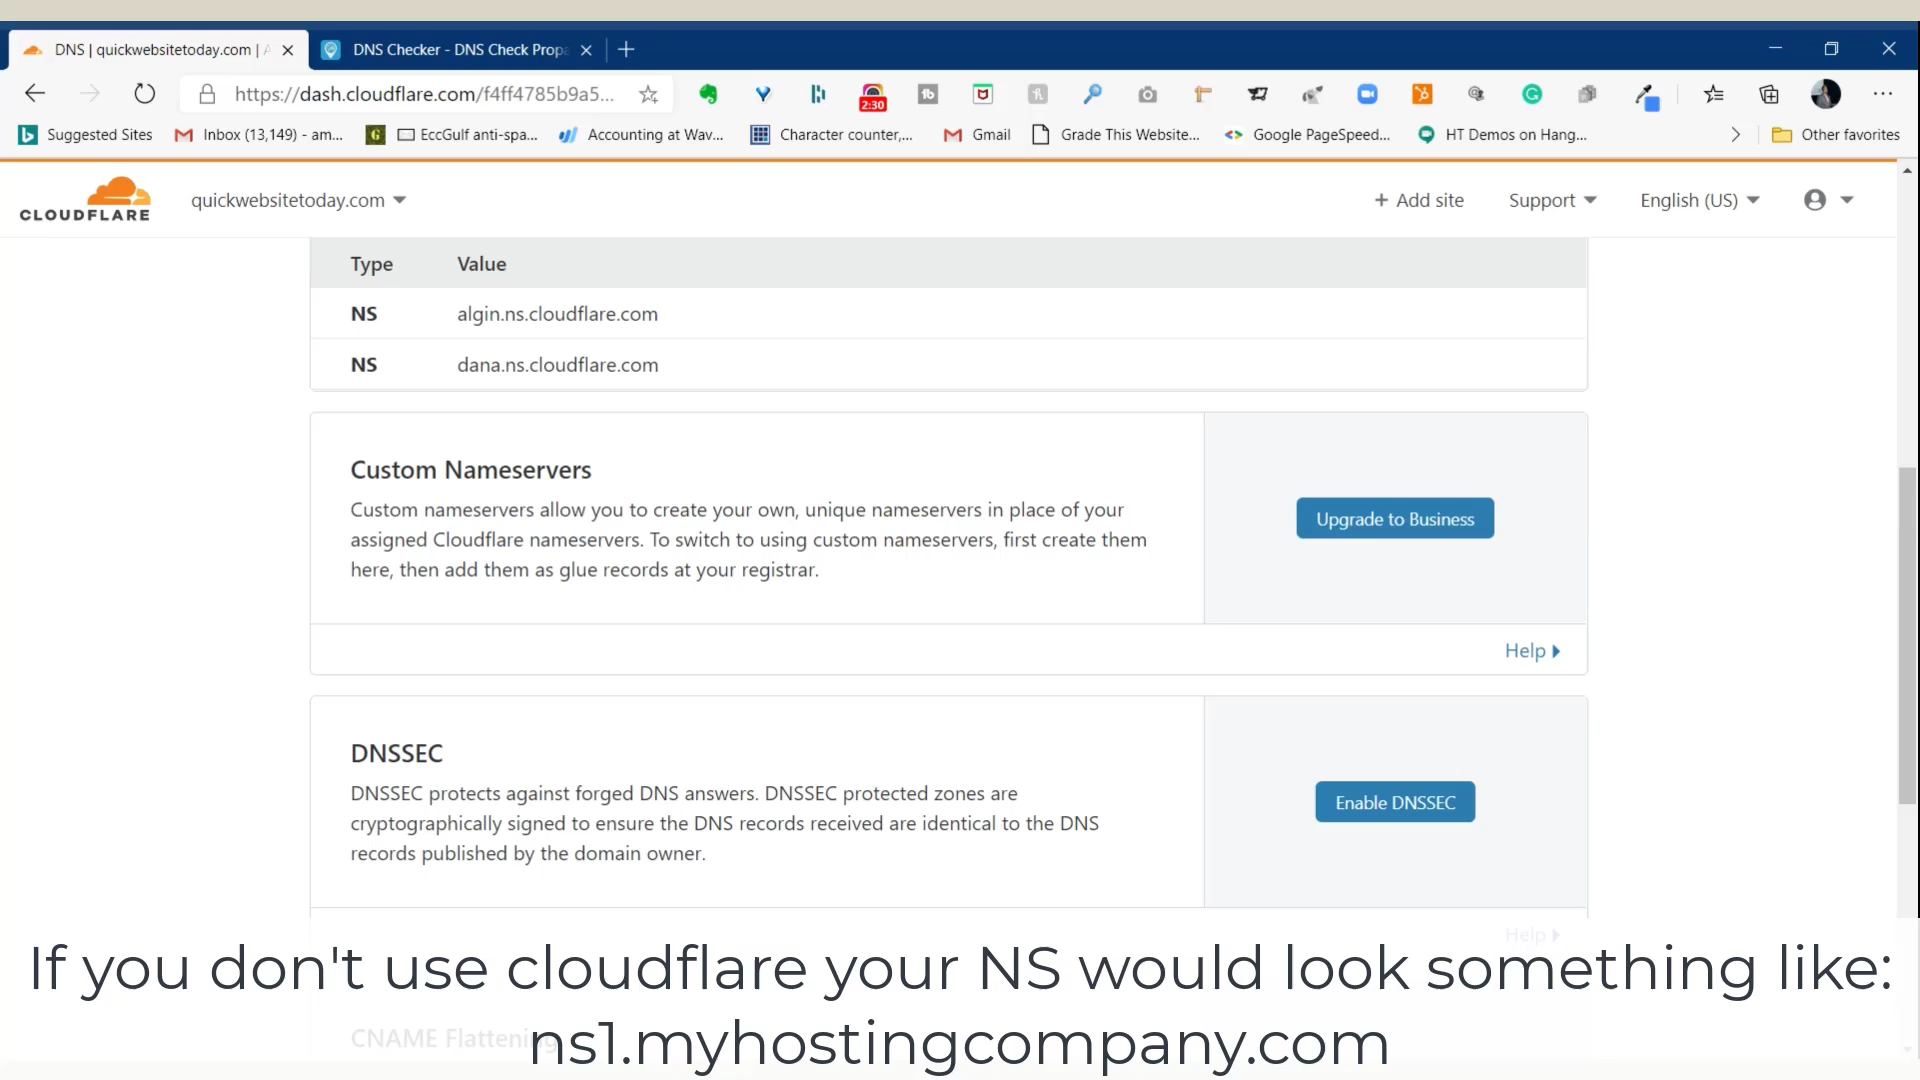 DNS | quickwebsitetoday.com | A
DNS Checker - DNS Check Propa
https://dash.cloudflare.com/f4ff4785b9a5...
2:30
Suggested Sites
Inbox (13,149) - am...
EccGulf anti-spa...
Accounting at Wav...
Character counter,...
Gmail
Grade This Website...
Google PageSpeed...
HT Demos on Hang...
Other favorites
CLOUDFLARE
quickwebsitetoday.com
+ Add site
Support
English (US)
Type Value
NS algin.ns.cloudflare.com
NS dana.ns.cloudflare.com
Custom Nameservers
Custom nameservers allow you to create your own, unique nameservers in place of your
assigned Cloudflare nameservers. To switch to using custom nameservers, first create them
here, then add them as glue records at your registrar.
Upgrade to Business
Help
DNSSEC
DNSSEC protects against forged DNS answers. DNSSEC protected zones are
cryptographically signed to ensure the DNS records received are identical to the DNS
records published by the domain owner.
Enable DNSSEC
Help
If you don't use cloudflare your NS would look something like:
CNAME Flattening
ns1.myhostingcompany.com